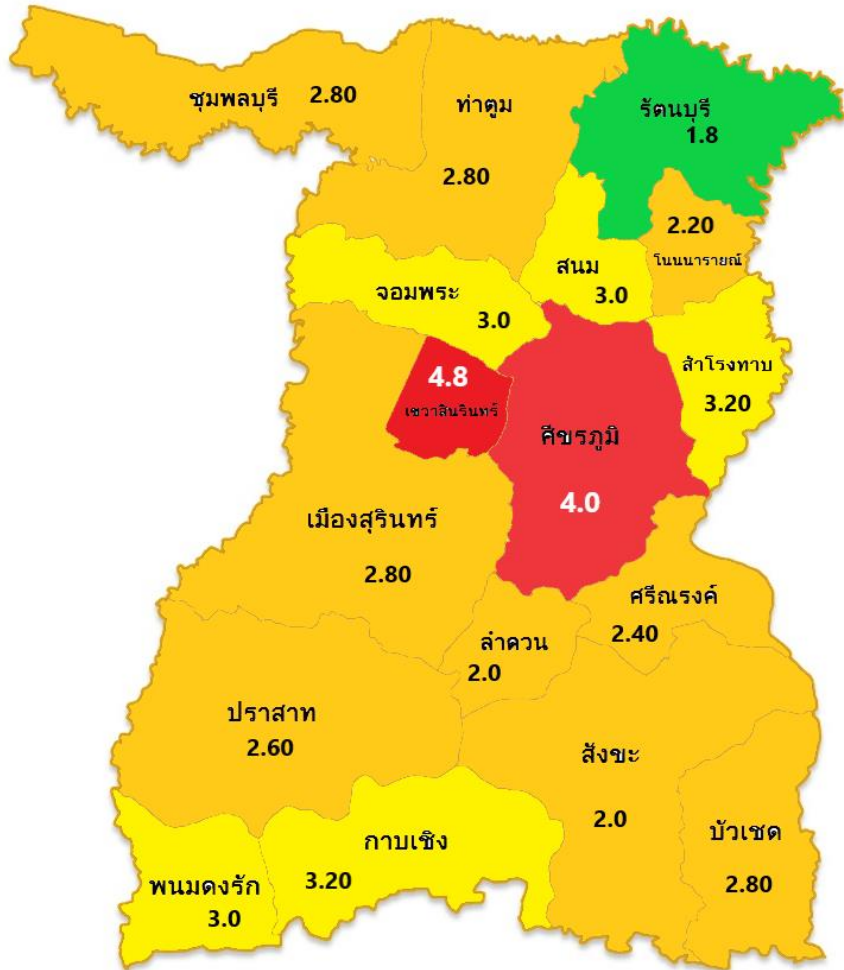 ชุมพลบุรี 2.80
ท่าตูม
2.80
รัตนบุรี
1.8
2.20
โนนนารายณ์
สนม
3.0
จอมพระ
3.0
สำโรงทาบ
3.20
4.8
เขวาสินรินทร์
ศีขรภูมิ
4.0
เมืองสุรินทร์
2.80
ศรีณรงค์
2.40
ลำดวน
2.0
ปราสาท
2.60
สังขะ
2.0
บัวเชด
2.80
กาบเชิง
3.20
พนมดงรัก
3.0